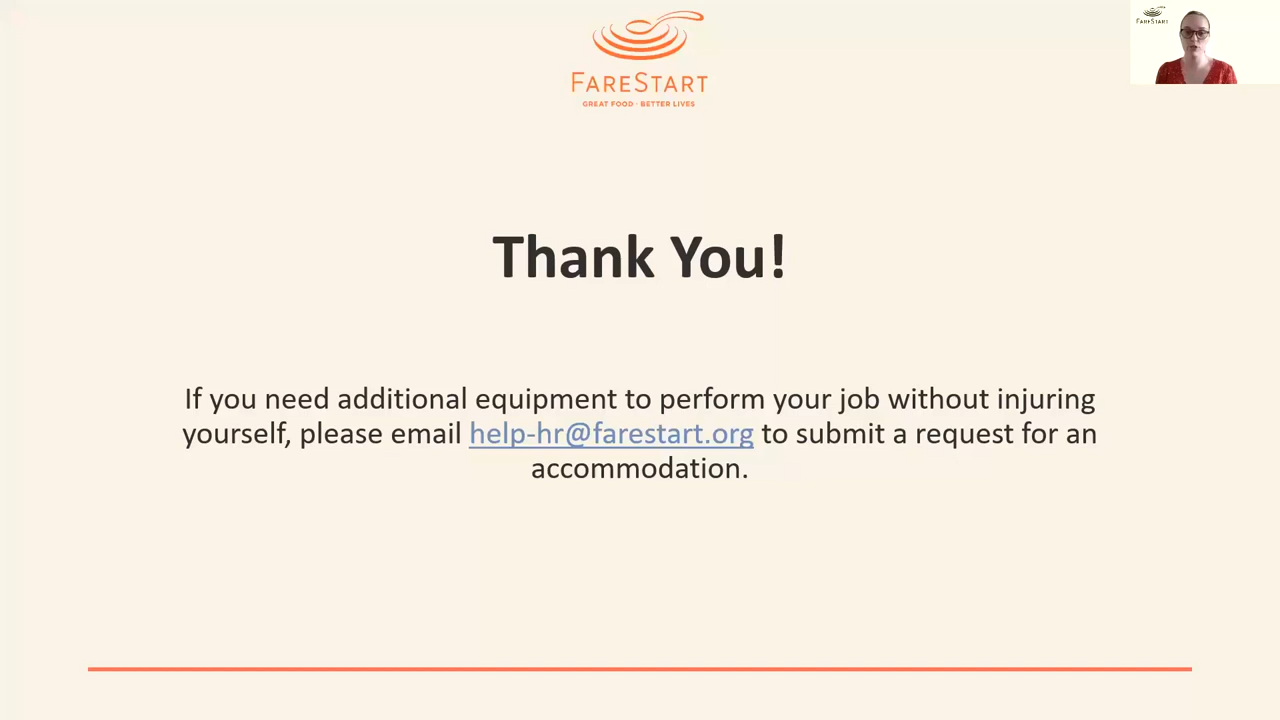 FARESTART
GREAT FOOD · BETTER LIVES
FARESTART
Thank You!
If you need additional equipment to perform your job without injuring
yourself, please email help-hr@farestart.org to submit a request for an
accommodation.